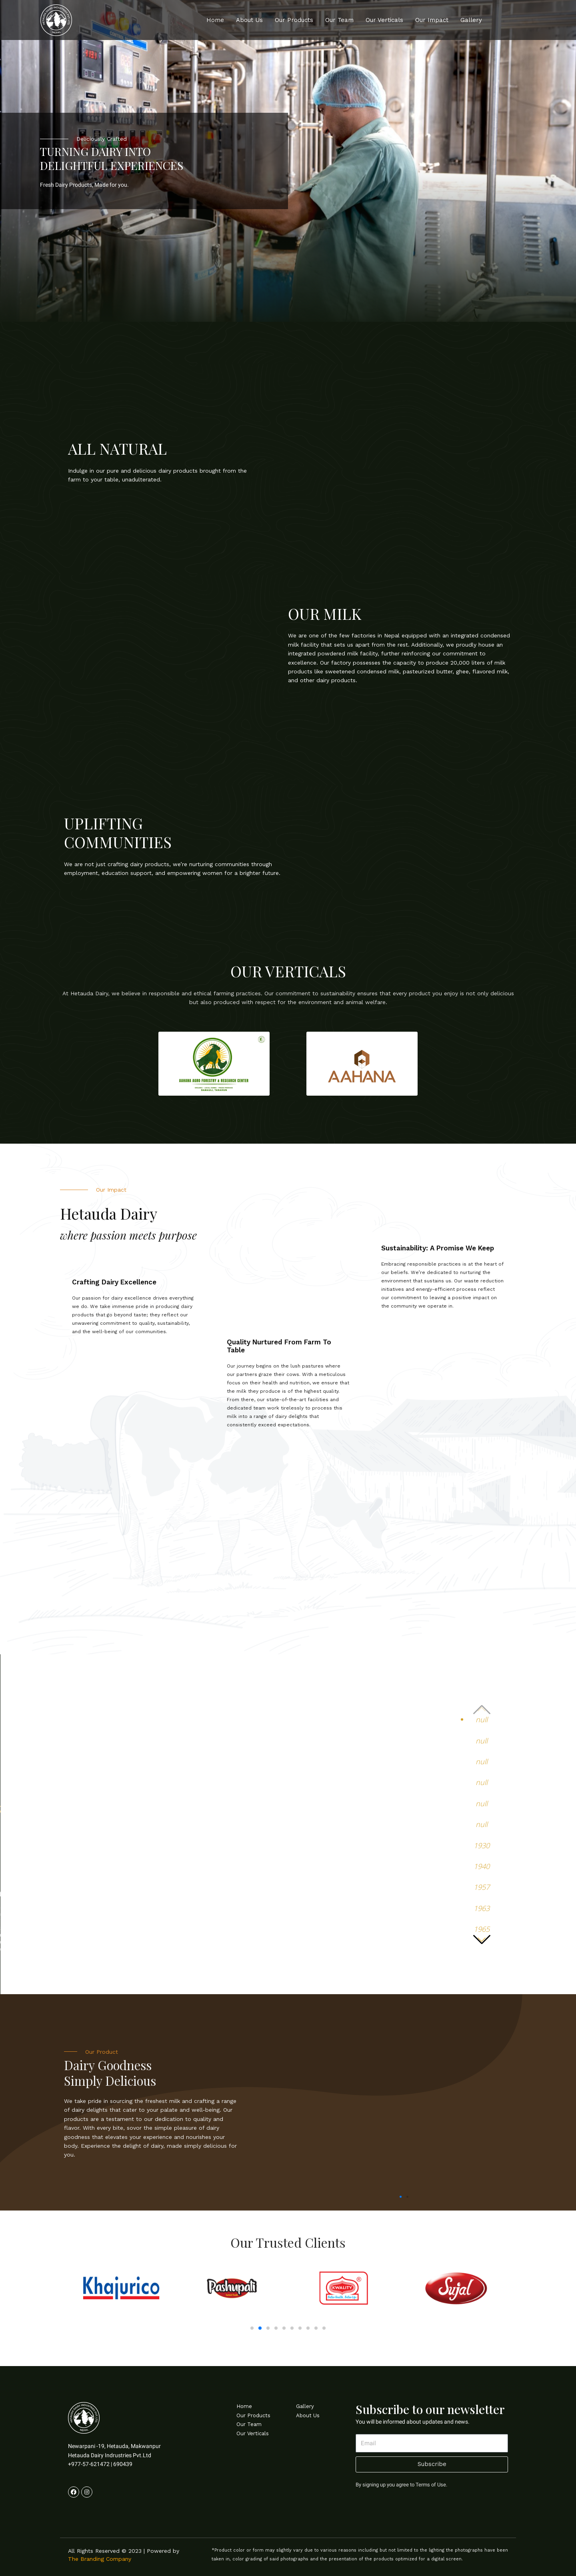 Home About Us Our Products Our Team Our Verticals Our Impact Gallery
Deliciously Crafted
TURNING DAIRY INTO
DELIGHTFUL EXPERIENCES
Fresh Dairy Products, Made for you.
ALL NATURAL
Indulge in our pure and delicious dairy products brought from the
farm to your table, unadulterated.
OUR MILK
We are one of the few factories in Nepal equipped with an integrated condensed
milk facility that sets us apart from the rest. Additionally, we proudly house an
integrated powdered milk facility, further reinforcing our commitment to
excellence. Our factory possesses the capacity to produce 20,000 liters of milk
products like sweetened condensed milk, pasteurized butter, ghee, flavored milk,
and other dairy products.
UPLIFTING
COMMUNITIES
We are not just crafting dairy products, we're nurturing communities through
employment, education support, and empowering women for a brighter future.
OUR VERTICALS
At Hetauda Dairy, we believe in responsible and ethical farming practices. Our commitment to sustainability ensures that every product you enjoy is not only delicious
but also produced with respect for the environment and animal welfare.
AGRO FORESTRY & RESEARCH CENTER
AAHANA
Our Impact
Hetauda Dairy
where passion meets purpose
Sustainability: A Promise We Keep
Embracing responsible practices is at the heart of
our beliefs. We're dedicated to nurturing the
environment that sustains us. Our waste reduction
initiatives and energy-efficient process reflect
our commitment to leaving a positive impact on
the community we operate in.
Crafting Dairy Excellence
Our passion for dairy excellence drives everything
we do. We take immense pride in producing dairy
products that go beyond taste; they reflect our
unwavering commitment to quality, sustainability,
and the well-being of our communities.
Quality Nurtured From Farm To
Table
Our journey begins on the lush pastures where
our partners graze their cows. With a meticulous
focus on their health and nutrition, we ensure that
the milk they produce is of the highest quality.
From there, our state-of-the-art facilities and
dedicated team work tirelessly to process this
milk into a range of dairy delights that
consistently exceed expectations.
null
null
null
null
null
null
1930
1940
1957
1963
1965
Our Product
Dairy Goodness
Simply Delicious
We take pride in sourcing the freshest milk and crafting a range
of dairy delights that cater to your palate and well-being. Our
products are a testament to our dedication to quality and
flavor. With every bite, savor the simple pleasure of dairy
goodness that elevates your experience and nourishes your
body. Experience the delight of dairy, made simply delicious for
you.
Our Trusted Clients
Khajurico
Pashupati
KWALITY
Sujal
Newarpani -19, Hetauda, Makwanpur
Hetauda Dairy Indrustries Pvt.Ltd
+977-57-621472 | 690439
Home
Our Products
Our Team
Our Verticals
Gallery
About Us
Subscribe to our newsletter
You will be informed about updates and news.
Email
Subscribe
By signing up you agree to Terms of Use.
All Rights Reserved © 2023 | Powered by
The Branding Company
*Product color or form may slightly vary due to various reasons including but not limited to the lighting the photographs have been
taken in, color grading of said photographs and the presentation of the products optimized for a digital screen.